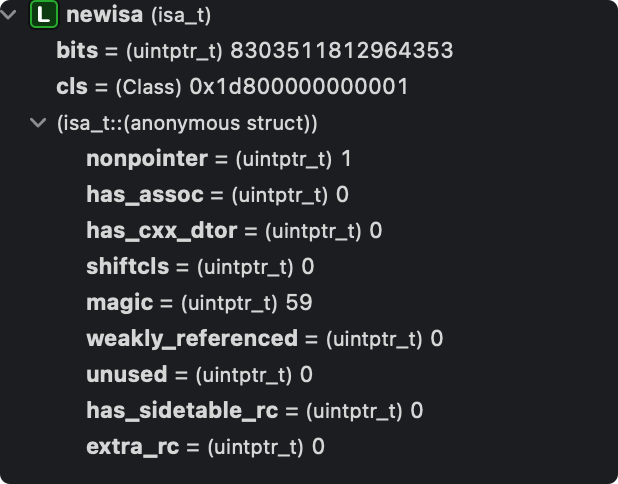 L newisa (isa_t)
bits = (uintptr_t) 8303511812964353
cls = (Class) 0x1d800000000001
(isa_t::(anonymous struct))
nonpointer = (uintptr_t) 1
has_assoc = (uintptr_t) 0
has_cxx_dtor = (uintptr_t) 0
shiftcls = (uintptr_t) 0
magic = (uintptr_t) 59
weakly_referenced = (uintptr_t) 0
unused = (uintptr_t) 0
has_sidetable_rc = (uintptr_t) 0
extra_rc = (uintptr_t) 0